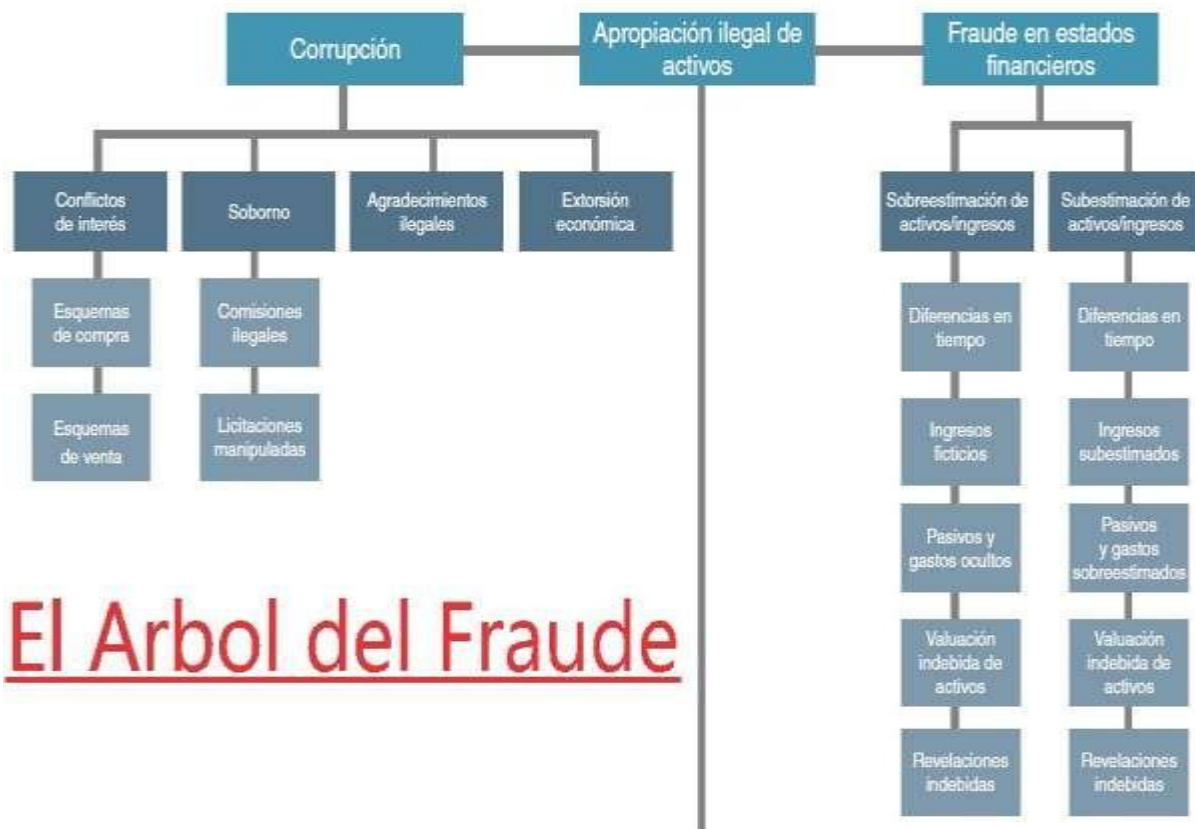 Corrupción
Apropiación ilegal de
activos
Fraude en estados
financieros
Conflictos
de interés
Soborno
Agradecimientos
ilegales
Extorsión
económica
Sobreestimación de
activos/ingresos
Subestimación de
activos/ingresos
Esquemas
de compra
Comisiones
ilegales
Diferencias en
tiempo
Diferencias en
tiempo
Esquemas
de venta
Licitaciones
manipuladas
Ingresos
ficticios
Ingresos
subestimados
Pasivos y
gastos ocultos
Pasivos
y gastos
sobreestimados
El Arbol del Fraude
Valuación
indebida de
activos
Valuación
indebida de
activos
Revelaciones
indebidas
Revelaciones
indebidas